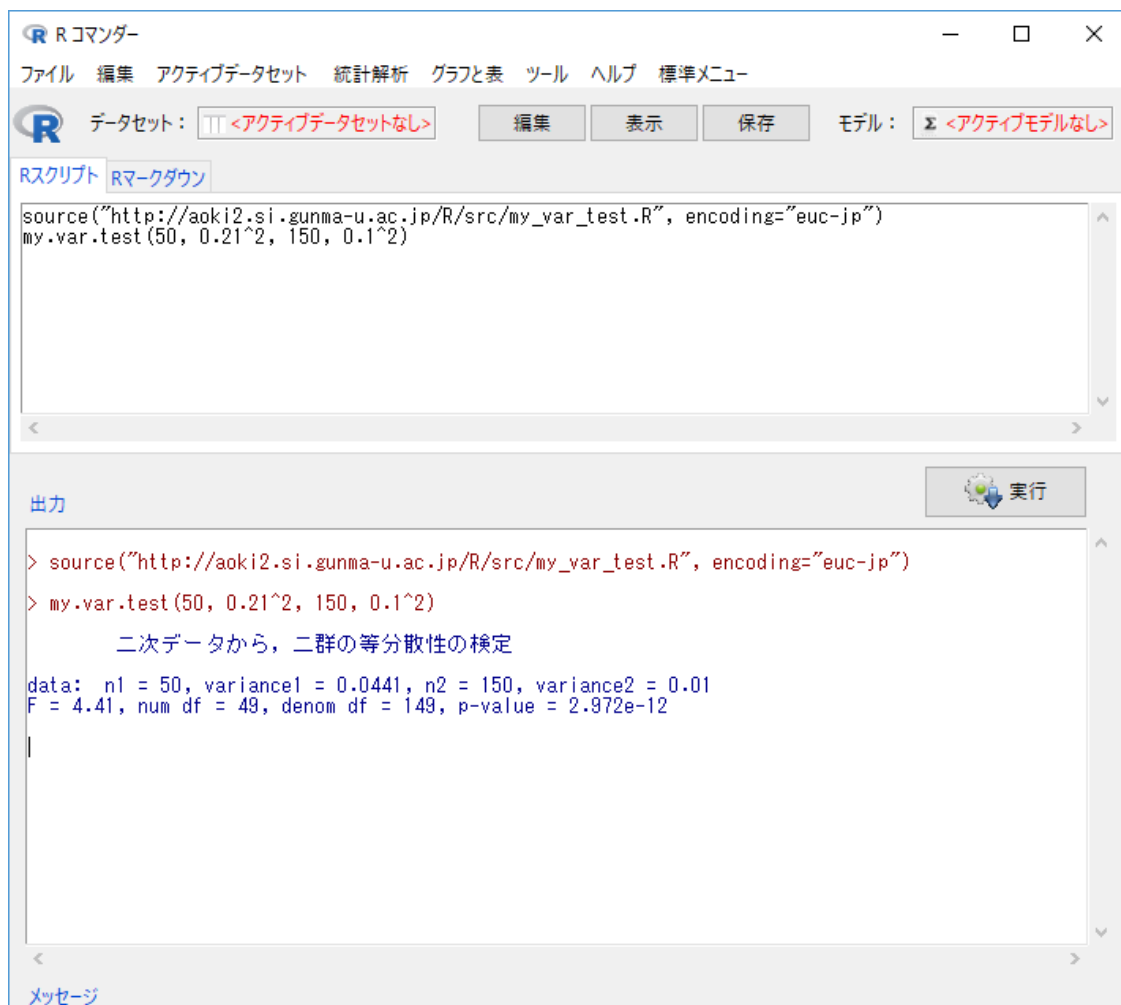 R コマンダー
ファイル 編集 アクティブデータセット 統計解析 グラフと表 ツール ヘルプ 標準メニュー
データセット： <アクティブデータセットなし> 編集 表示 保存 モデル： Σ <アクティブモデルなし>
Rスクリプト Rマークダウン
source("http://aoki2.si.gunma-u.ac.jp/R/src/my_var_test.R", encoding="euc-jp")
my.var.test(50, 0.21^2, 150, 0.1^2)
出力
実行
> source("http://aoki2.si.gunma-u.ac.jp/R/src/my_var_test.R", encoding="euc-jp")
> my.var.test(50, 0.21^2, 150, 0.1^2)
二次データから，二群の等分散性の検定
data: n1 = 50, variance1 = 0.0441, n2 = 150, variance2 = 0.01
F = 4.41, num df = 49, denom df = 149, p-value = 2.972e-12
メッセージ